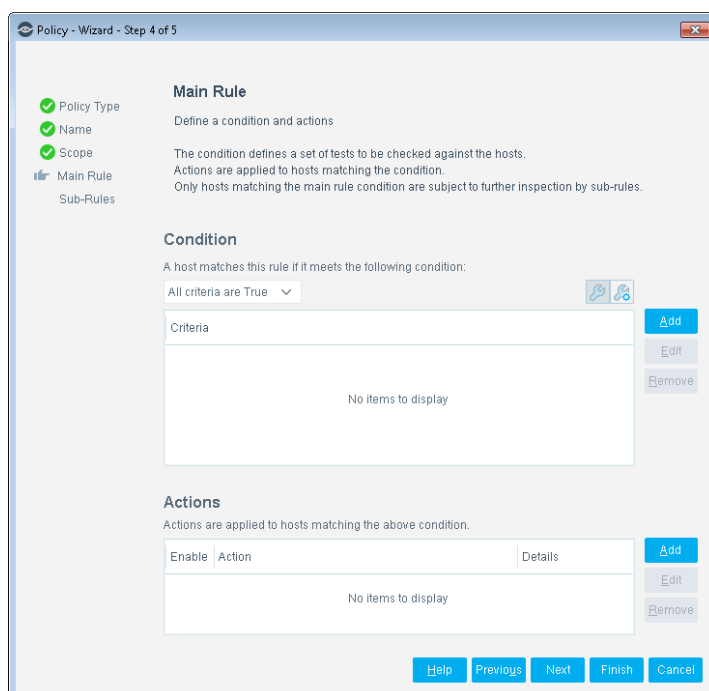 Policy - Wizard - Step 4 of 5
Policy Type
Name
Scope
Main Rule
Sub-Rules
Main Rule
Define a condition and actions
The condition defines a set of tests to be checked against the hosts.
Actions are applied to hosts matching the condition.
Only hosts matching the main rule condition are subject to further inspection by sub-rules.
Condition
A host matches this rule if it meets the following condition:
All criteria are True
Criteria
No items to display
Add
Edit
Remove
Actions
Actions are applied to hosts matching the above condition.
Enable Action Details
No items to display
Add
Edit
Remove
Help Previous Next Finish Cancel